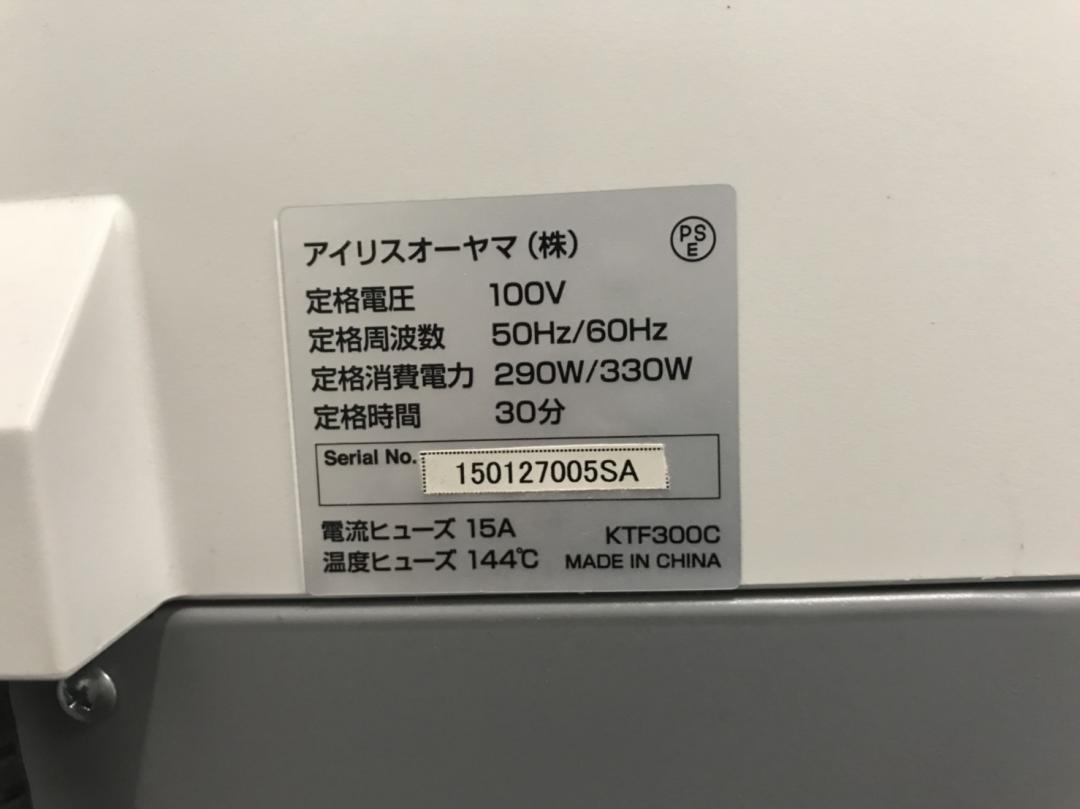 アイリスオーヤマ(株)
PS
E
定格電圧 100V
定格周波数 50Hz/60Hz
定格消費電力 290W/330W
定格時間 30分
Serial No. 150127005SA
電流ヒューズ 15A KTF300C
温度ヒューズ 144℃ MADE IN CHINA